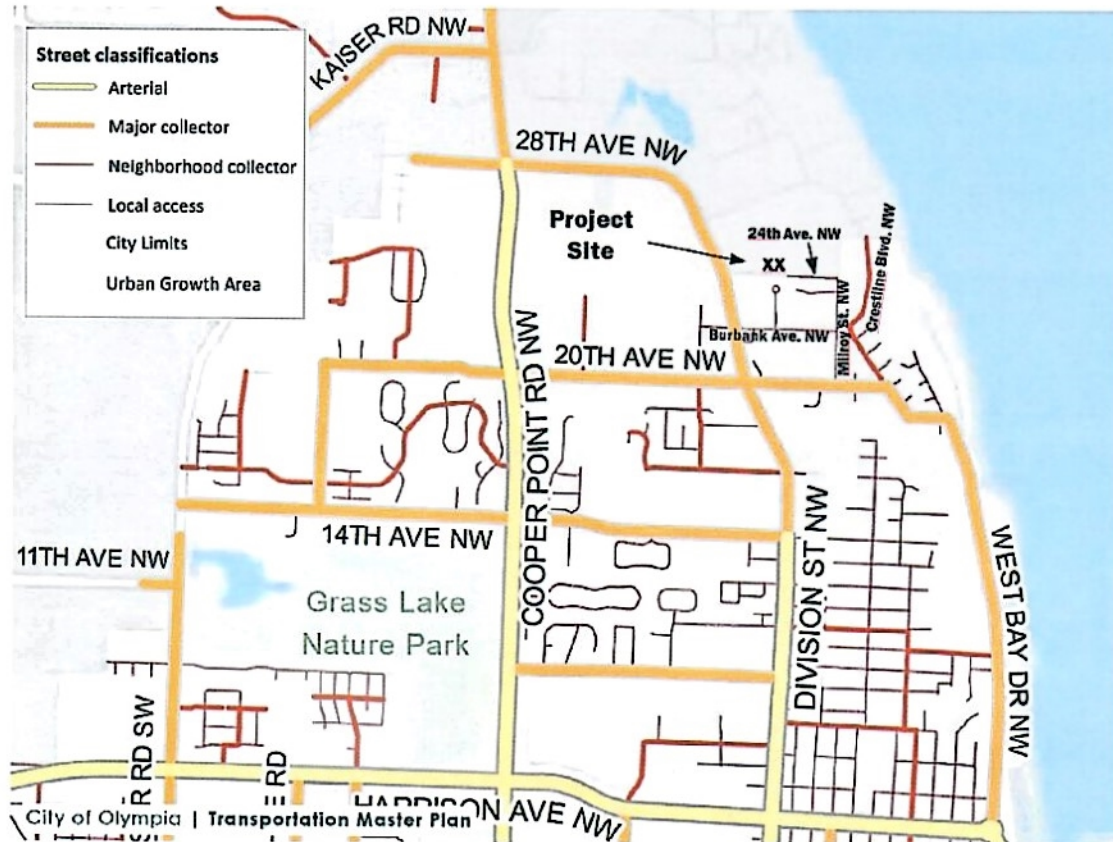 Street classifications
Arterial
Major collector
Neighborhood collector
Local access
City Limits
Urban Growth Area
KAISER RD NW
28TH AVE NW
Project
Site
24th Ave. NW
XX
Crestline Blvd. NW
Milroy St. NW
Burbank Ave. NW
20TH AVE NW
COOPER POINT RD NW
14TH AVE NW
11TH AVE NW
DIVISION ST NW
WEST BAY DR NW
Grass Lake
Nature Park
RD SW
RD
HARRISON AVE NW
City of Olympia | Transportation Master Plan